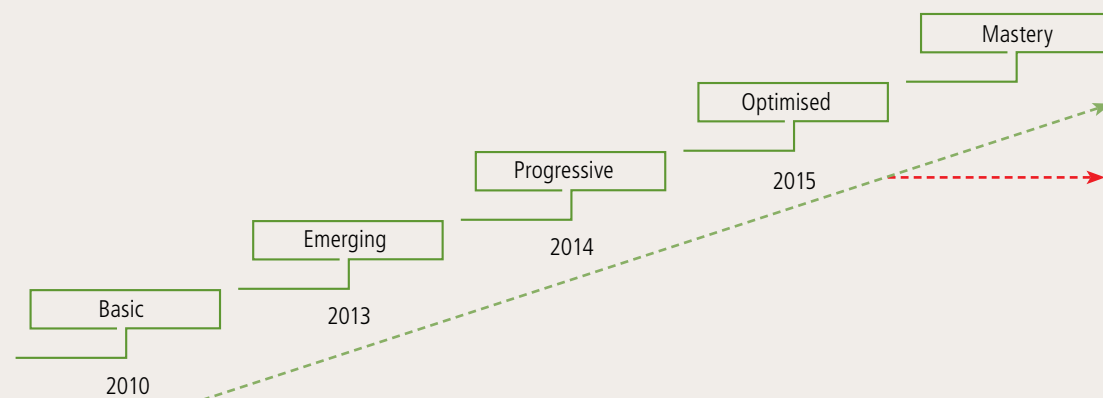 Mastery
Optimised
Progressive
2015
Emerging
2014
Basic
2013
2010